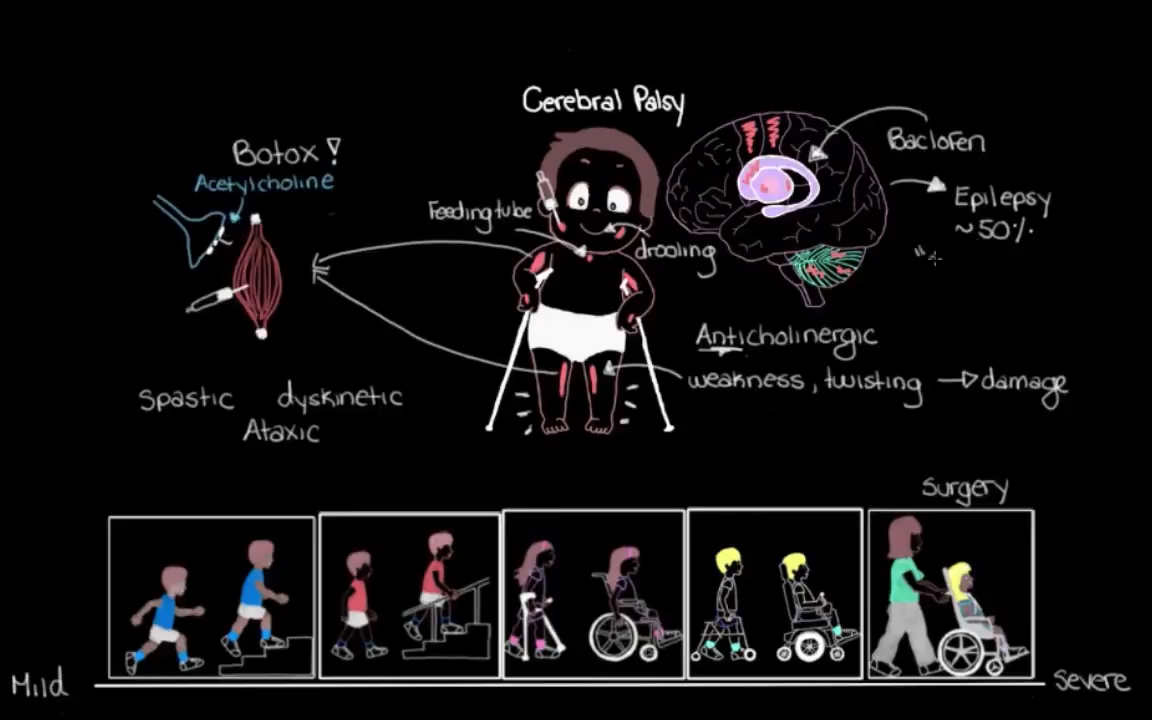 Cerebral Palsy
Botox!
Acetylcholine
Feeding tube
drooling
Baclofen
Epilepsy
~50%
Anticholinergic
weakness, twisting → damage
Spastic dyskinetic
Ataxic
Surgery
Mild
Severe